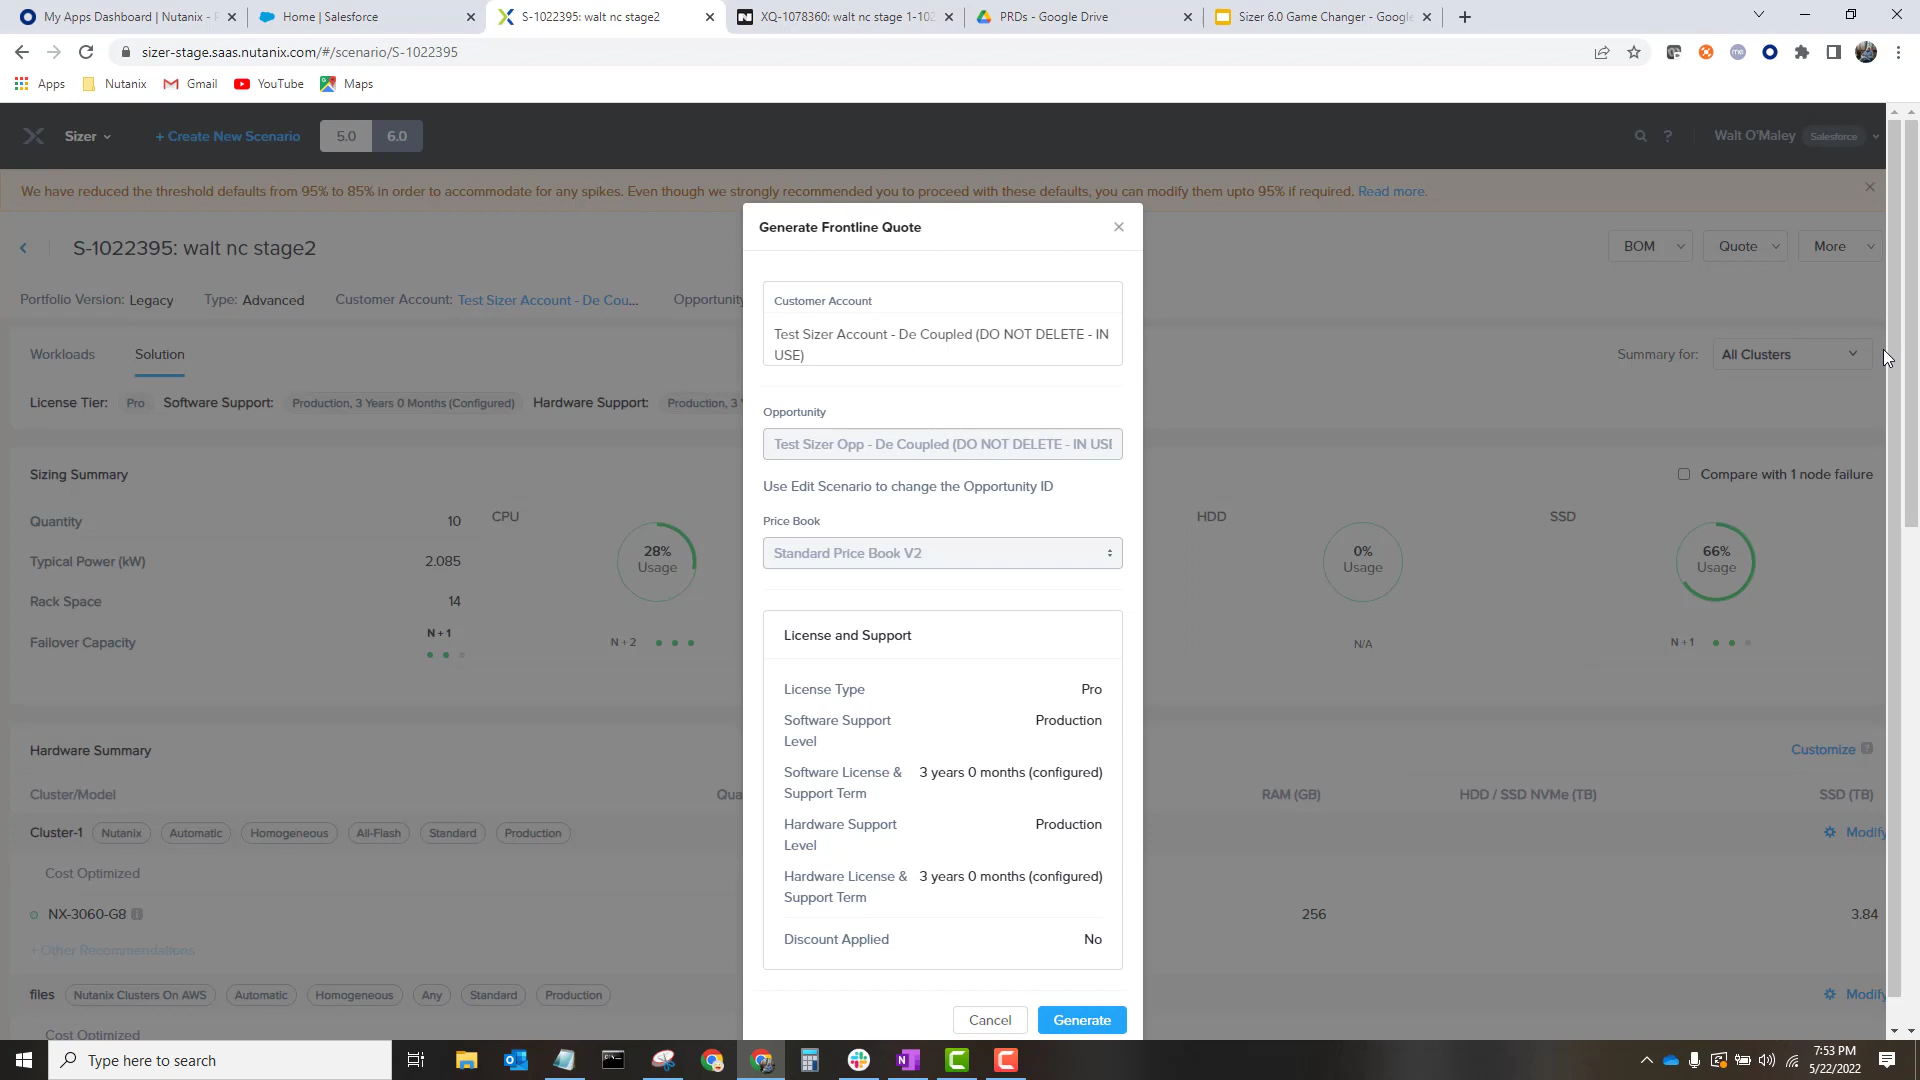 My Apps Dashboard | Nutanix - P
Home | Salesforce
S-1022395: walt nc stage2
XQ-1078360: walt nc stage 1-102
PRDs - Google Drive
Sizer 6.0 Game Changer - Google
sizer-stage.saas.nutanix.com/#/scenario/S-1022395
Apps
Nutanix
Gmail
YouTube
Maps
Sizer
+ Create New Scenario
5.0
6.0
Walt O'Maley
Salesforce
We have reduced the threshold defaults from 95% to 85% in order to accommodate for any spikes. Even though we strongly recommended you to proceed with these defaults, you can modify them upto 95% if required. Read more.
S-1022395: walt nc stage2
BOM
Quote
More
Portfolio Version: Legacy
Type: Advanced
Customer Account: Test Sizer Account - De Cou...
Opportunity
Workloads
Solution
Summary for:
All Clusters
License Tier:
Pro
Software Support:
Production, 3 Years 0 Months (Configured)
Hardware Support:
Production, 3
Sizing Summary
Compare with 1 node failure
Quantity
10
Typical Power (kW)
2.085
Rack Space
14
Failover Capacity
N + 1
CPU
28%
Usage
N + 2
HDD
0%
Usage
N/A
SSD
66%
Usage
N + 1
Hardware Summary
Customize
Cluster/Model
Qua
RAM (GB)
HDD / SSD NVMe (TB)
SSD (TB)
Cluster-1
Nutanix
Automatic
Homogeneous
All-Flash
Standard
Production
Modify
Cost Optimized
NX-3060-G8
256
3.84
+ Other Recommendations
files
Nutanix Clusters On AWS
Automatic
Homogeneous
Any
Standard
Production
Modify
Cost Optimized
Generate Frontline Quote
Customer Account
Test Sizer Account - De Coupled (DO NOT DELETE - IN
USE)
Opportunity
Test Sizer Opp - De Coupled (DO NOT DELETE - IN USE
Use Edit Scenario to change the Opportunity ID
Price Book
Standard Price Book V2
License and Support
License Type
Pro
Software Support
Level
Production
Software License &
Support Term
3 years 0 months (configured)
Hardware Support
Level
Production
Hardware License &
Support Term
3 years 0 months (configured)
Discount Applied
No
Cancel
Generate
Type here to search
7:53 PM
5/22/2022